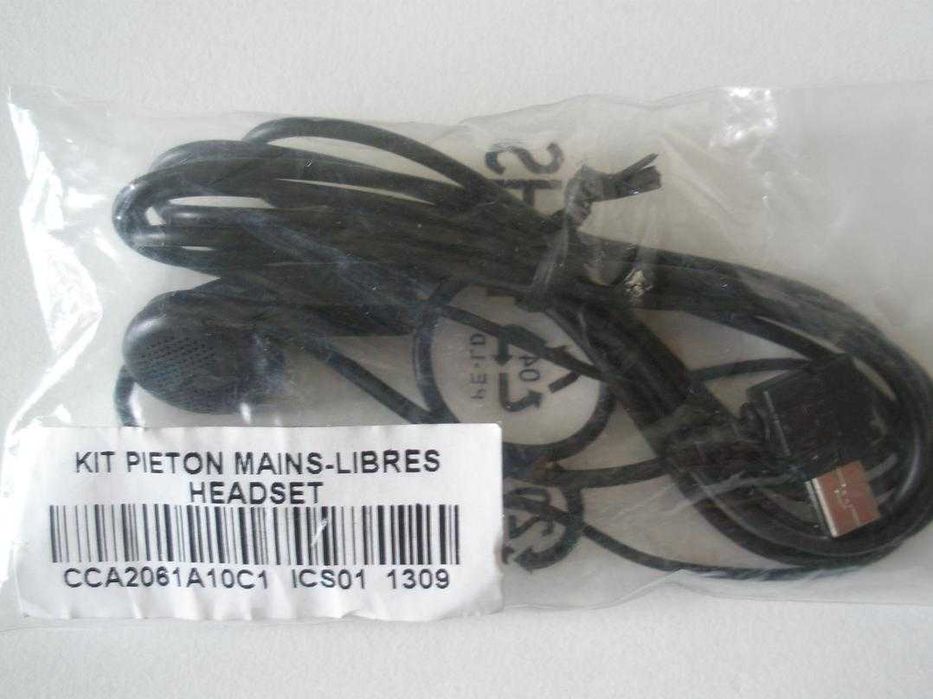 KIT PIETON MAINS-LIBRES
HEADSET
CCA2061A10C1 ICS01 1309